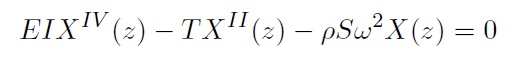 EIX^{IV}(z) − TX^{II}(z) − ρSω²X(z) = 0